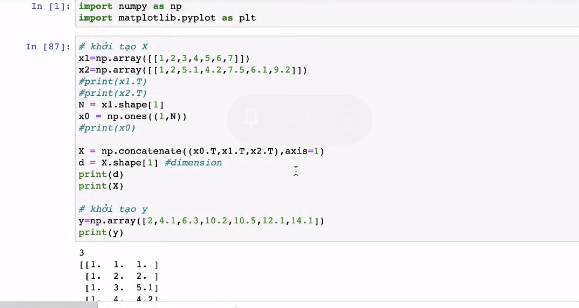 In [1]: import numpy as np
import matplotlib.pyplot as plt
In [87]: # khởi tạo X
x1=np.array([[1,2,3,4,5,6,7]])
x2=np.array([[1,2,5.1,4.2,7.5,6.1,9.2]])
#print(x1.T)
#print(x2.T)
N = x1.shape[1]
x0 = np.ones((1,N))
#print(x0)
X = np.concatenate((x0.T,x1.T,x2.T),axis=1)
d = X.shape[1] #dimension
print(d)
print(X)
# khởi tạo y
y=np.array([2,4.1,6.3,10.2,10.5,12.1,14.1])
print(y)
3
[[1. 1. 1. ]
[1. 2. 2. ]
[1. 3. 5.1]
[1. 4. 4.2]